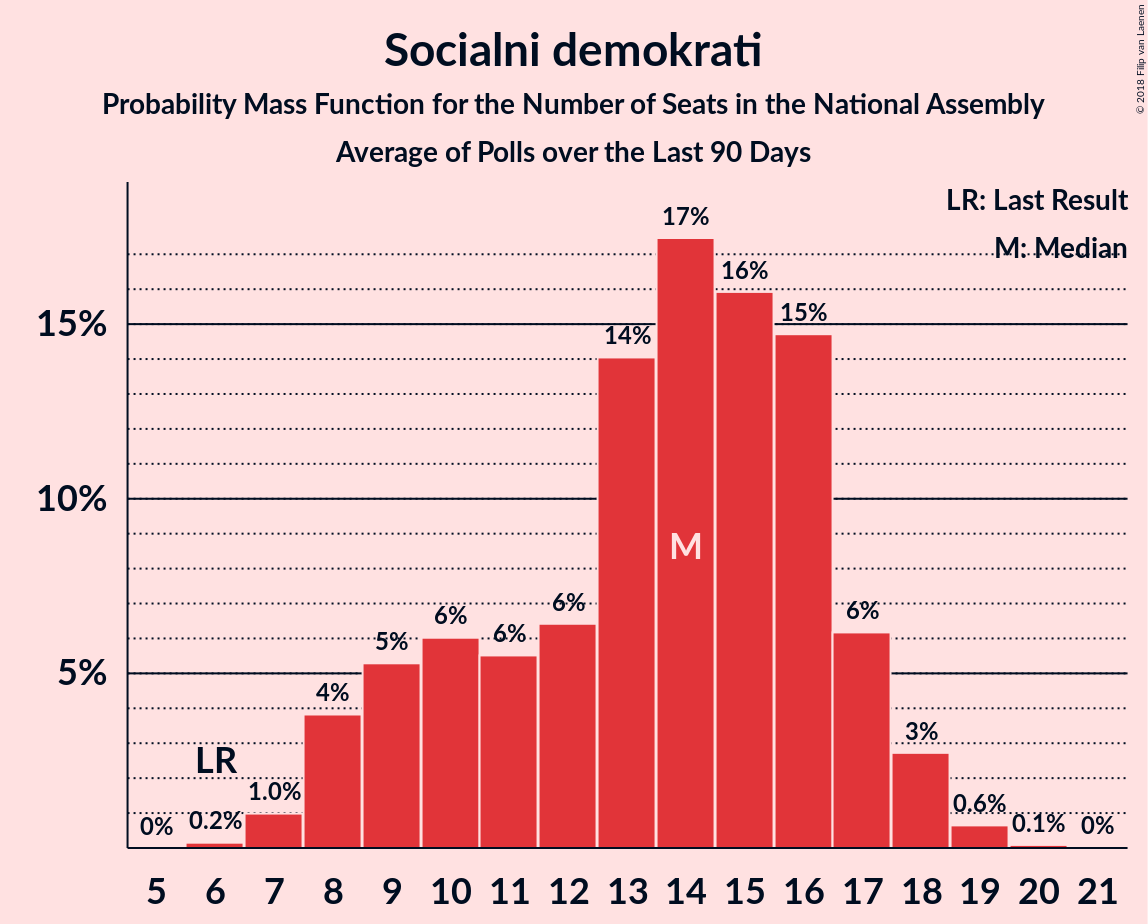 Socialni demokrati
Probability Mass Function for the Number of Seats in the National Assembly
Average of Polls over the Last 90 Days
© 2018 Filip van Laenen
LR: Last Result
M: Median
15%
10%
5%
0%
0.2%
1.0%
4%
5%
6%
6%
6%
14%
17%
16%
15%
6%
3%
0.6%
0.1%
0%
LR
M
5 6 7 8 9 10 11 12 13 14 15 16 17 18 19 20 21